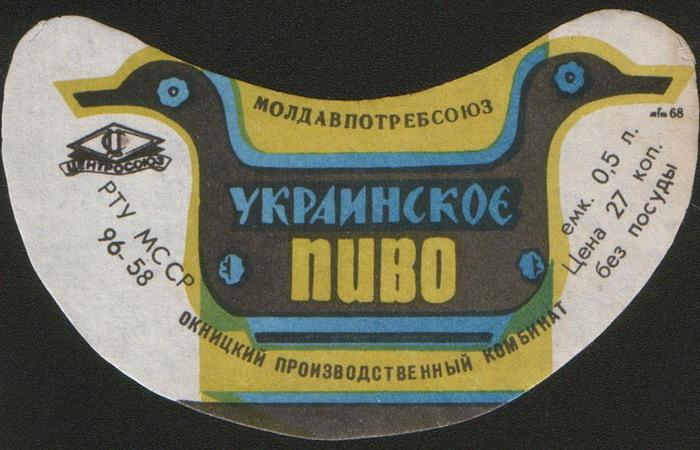 МОЛДАВПОТРЕБСОЮЗ
ЦЕНТРОСОЮЗ
РТУ МССР
96-58
УКРАИНСКОЕ
ПИВО
68
емк. 0,5 л.
Цена 27 коп.
без посуды
ОКНИЦКИЙ ПРОИЗВОДСТВЕННЫЙ КОМБИНАТ